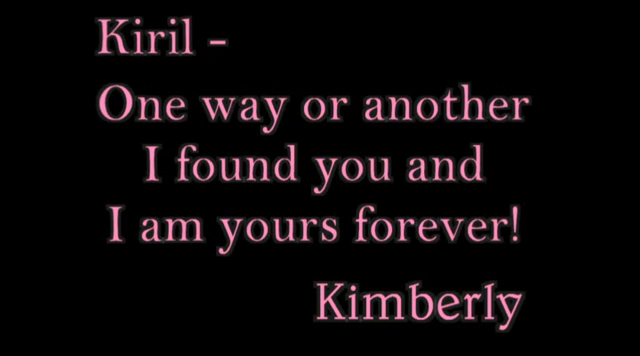 Kiril -
One way or another
I found you and
I am yours forever!
Kimberly